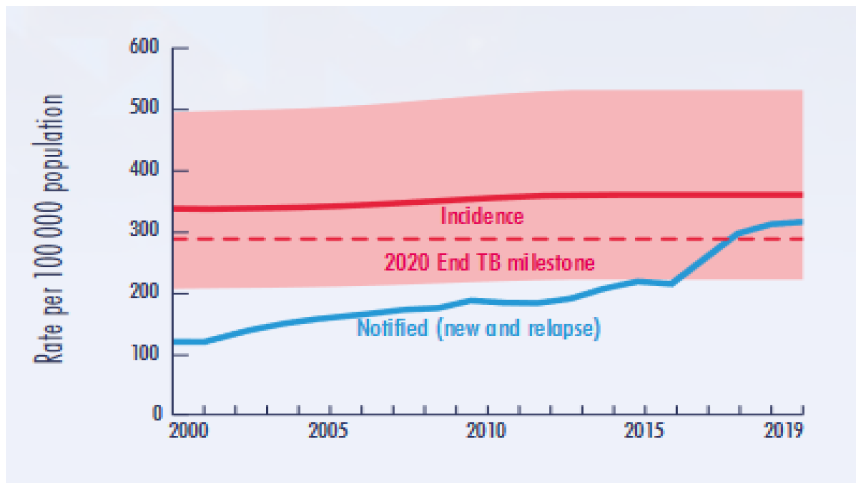 Rate per 100 000 population
600
500
400
300
200
100
0
Incidence
2020 End TB milestone
Notified (new and relapse)
2000 2005 2010 2015 2019